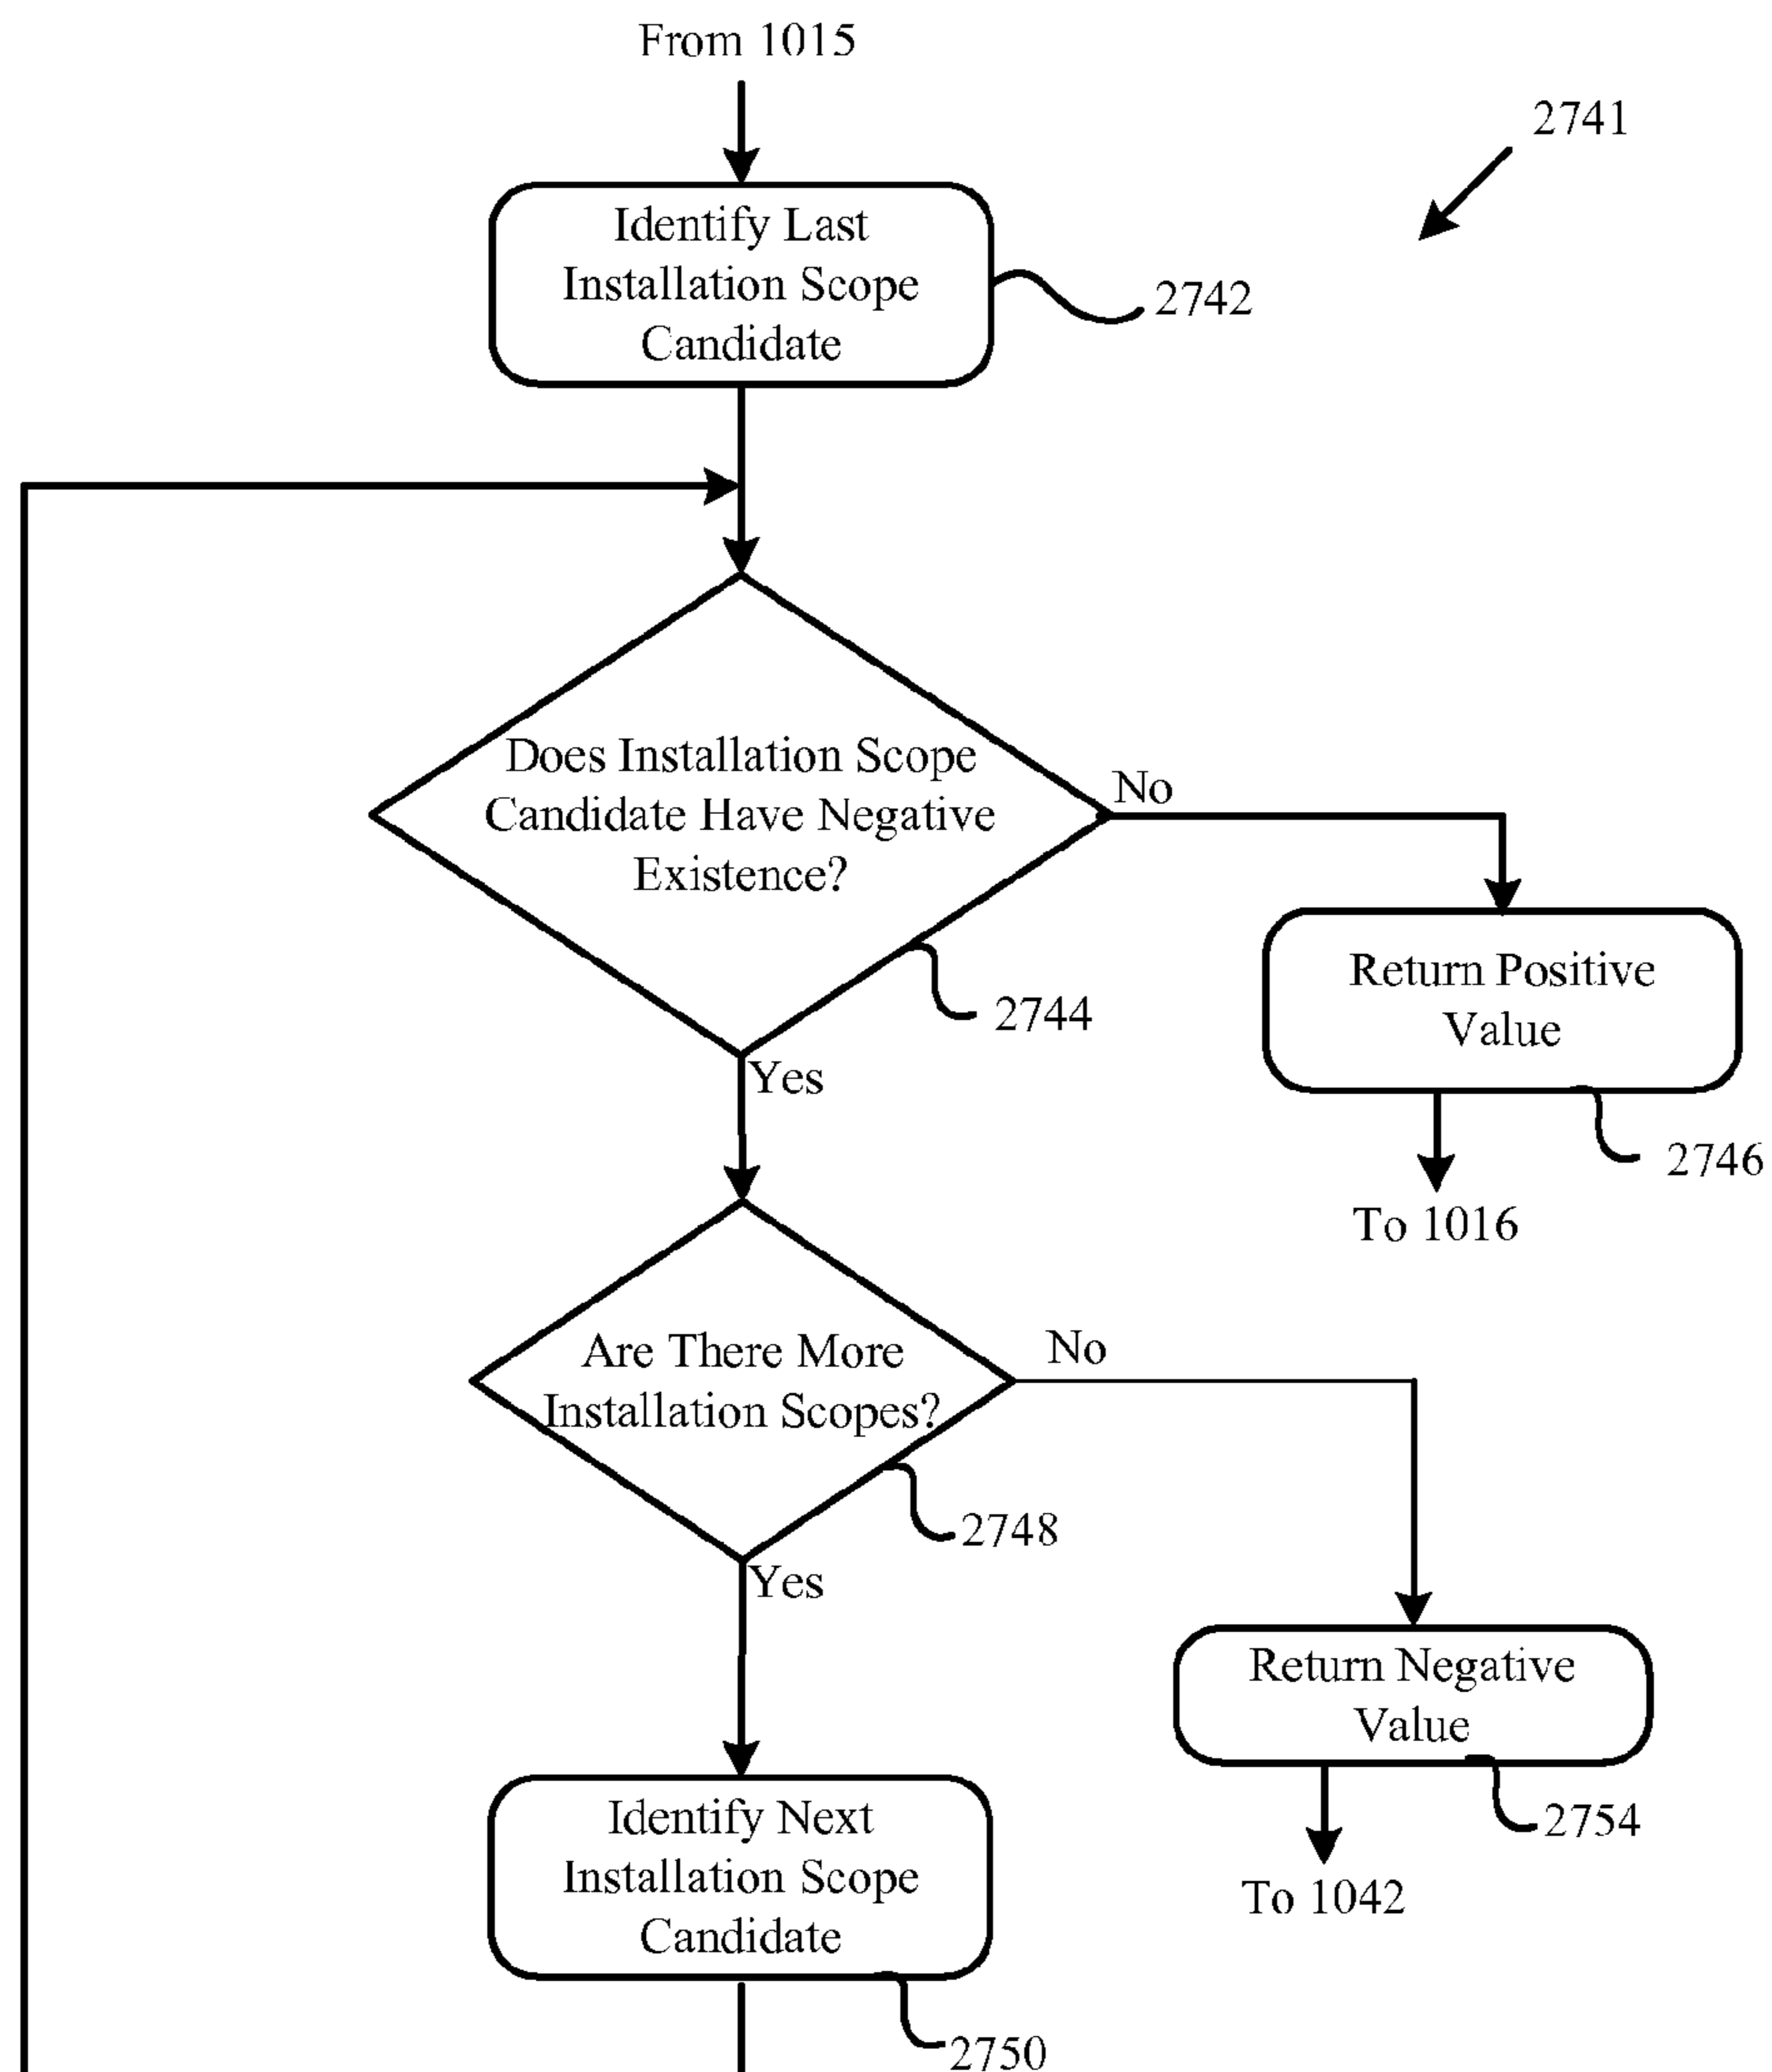 From 1015
2741
Identify Last
Installation Scope
Candidate
2742
Does Installation Scope
Candidate Have Negative
Existence?
No
2744
Yes
Return Positive
Value
2746
To 1016
Are There More
Installation Scopes?
No
2748
Yes
Return Negative
Value
2754
To 1042
Identify Next
Installation Scope
Candidate
2750